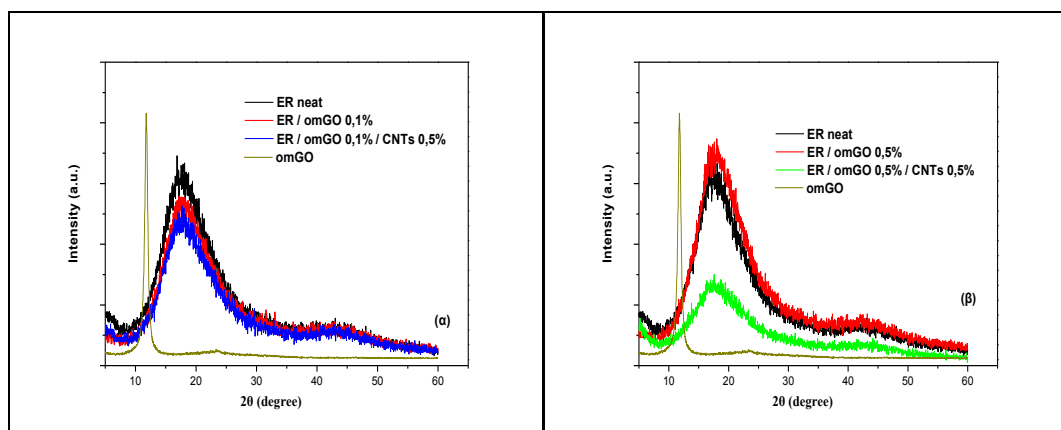 ER neat
ER / omGO 0,1%
ER / omGO 0,1% / CNTs 0,5%
omGO
Intensity (a.u.)
(α)
10 20 30 40 50 60
2θ (degree)
ER neat
ER / omGO 0,5%
ER / omGO 0,5% / CNTs 0,5%
omGO
Intensity (a.u.)
(β)
10 20 30 40 50 60
2θ (degree)